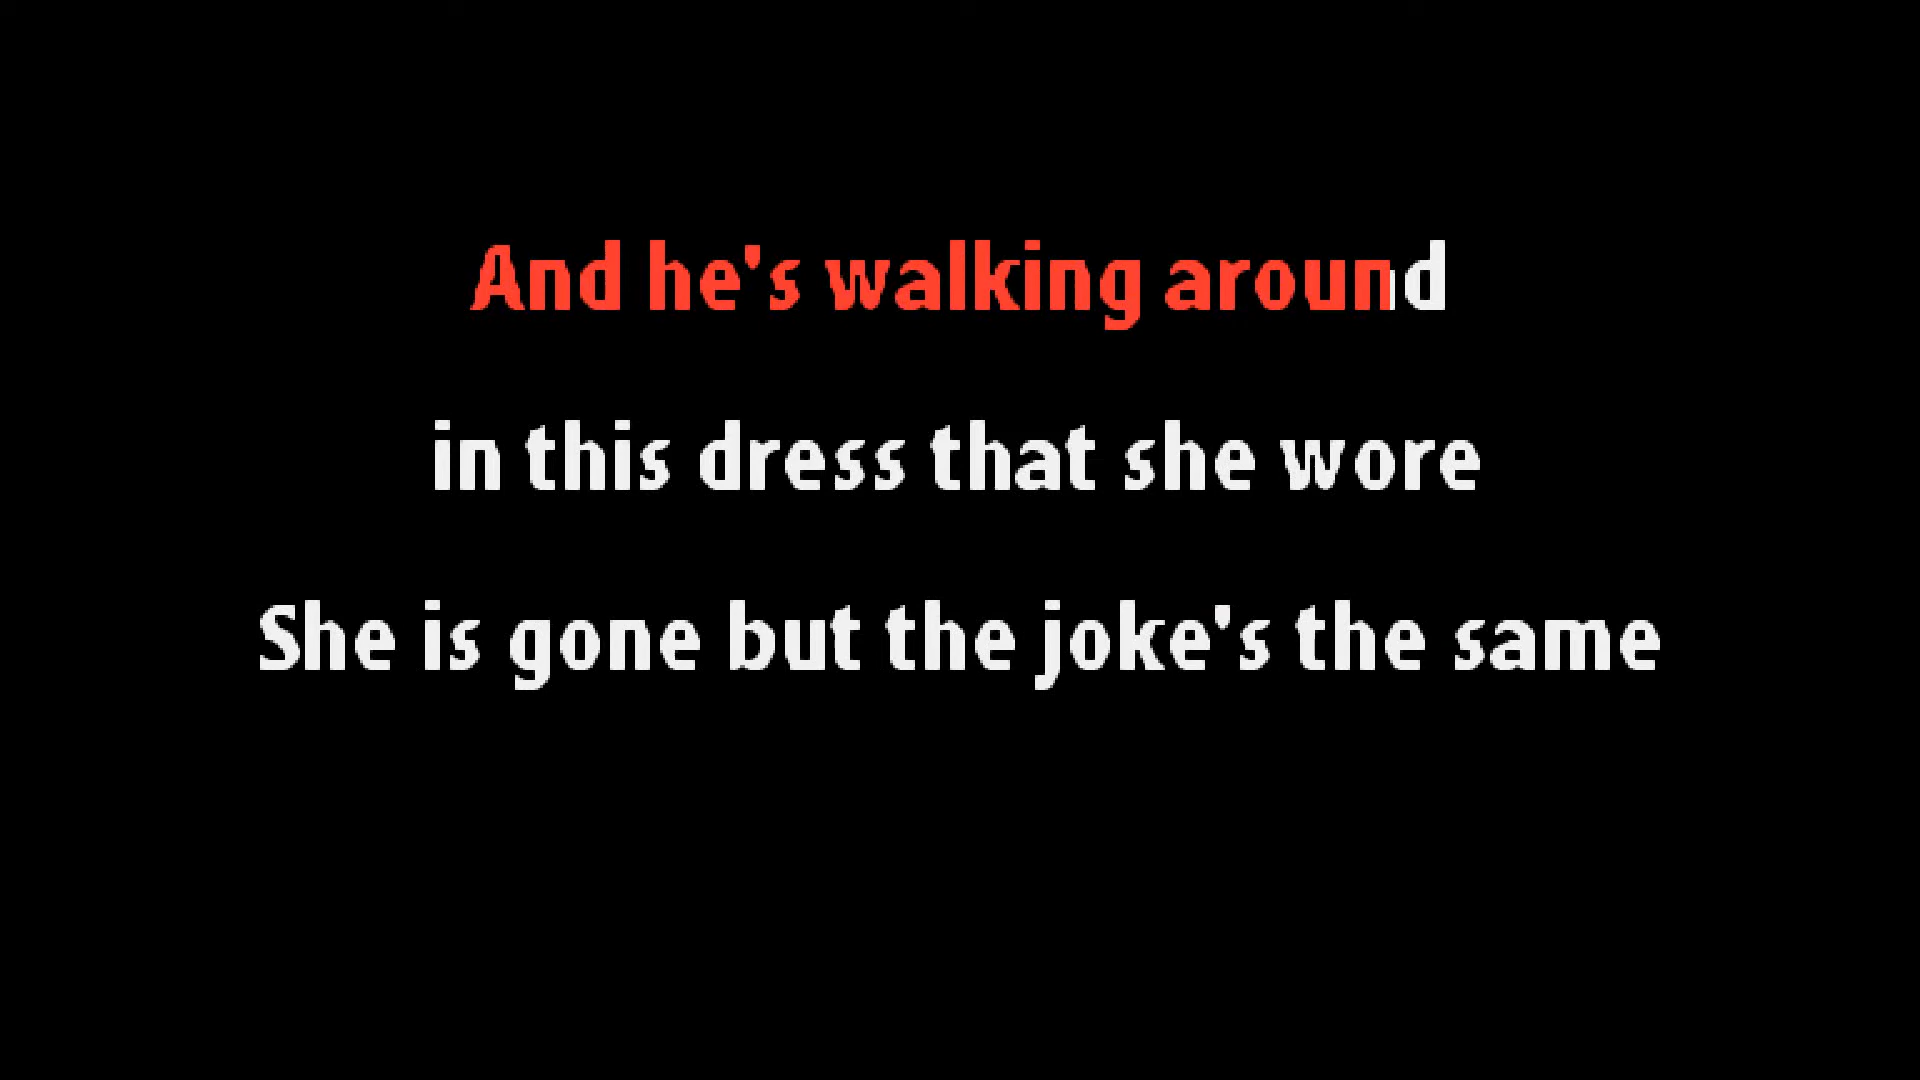 And he's walking around
in this dress that she wore
She is gone but the joke's the same